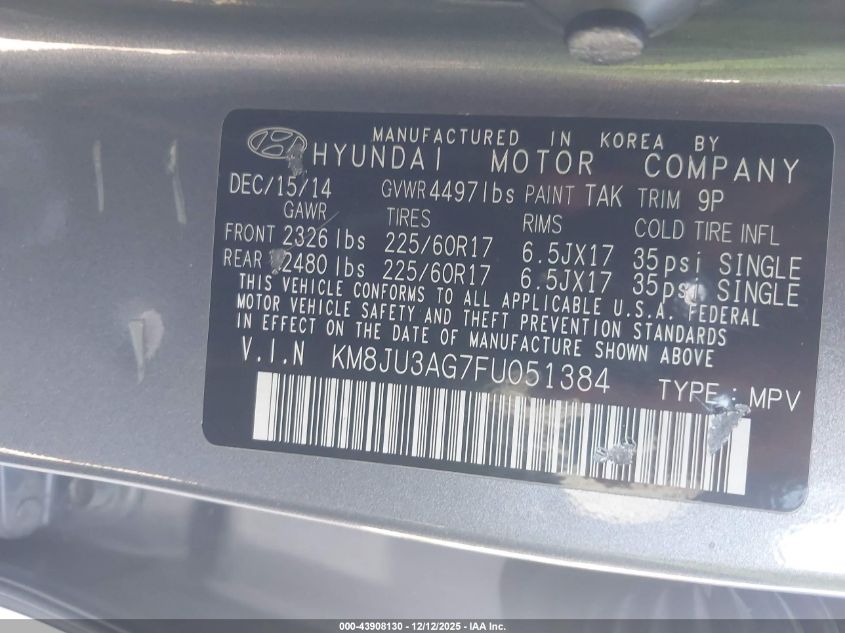 MANUFACTURED IN KOREA BY
HYUNDAI MOTOR COMPANY
DEC/15/14 GVWR 4497lbs PAINT TAK TRIM 9P
GAWR TIRES RIMS COLD TIRE INFL
FRONT 2326 lbs 225/60R17 6.5JX17 35psi SINGLE
REAR 2480 lbs 225/60R17 6.5JX17 35psi SINGLE
THIS VEHICLE CONFORMS TO ALL APPLICABLE U.S.A. FEDERAL
MOTOR VEHICLE SAFETY AND THEFT PREVENTION STANDARDS
IN EFFECT ON THE DATE OF MANUFACTURE SHOWN ABOVE
V.I.N KM8JU3AG7FU051384
TYPE : MPV
000-43908130 - 12/12/2025 - IAA Inc.